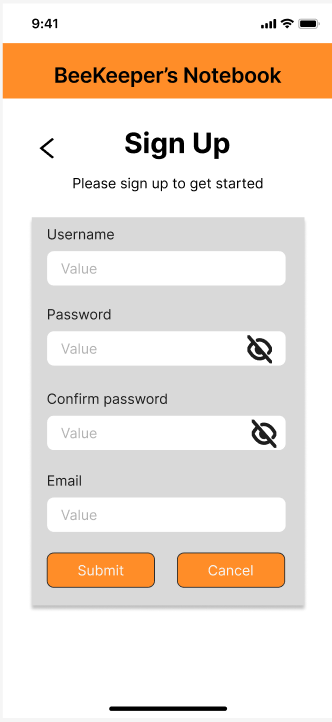 9:41
BeeKeeper's Notebook
Sign Up
Please sign up to get started
Username
Value
Password
Value
Confirm password
Value
Email
Value
Submit Cancel